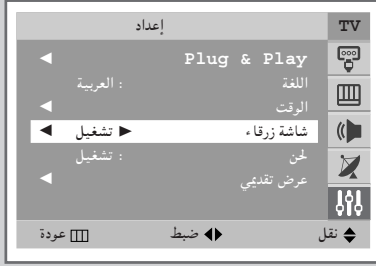 TV
إعداد
Plug & Play
اللغة : العربية
الوقت
شاشة زرقاء تشغيل
لحن : تشغيل
عرض تقديمي
نقل ضبط عودة